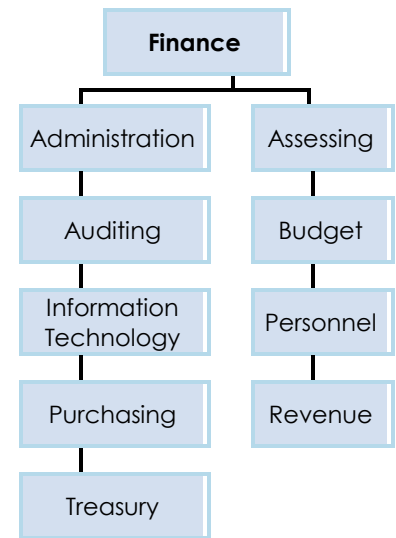 Finance
Administration
Assessing
Auditing
Budget
Information
Technology
Personnel
Purchasing
Revenue
Treasury